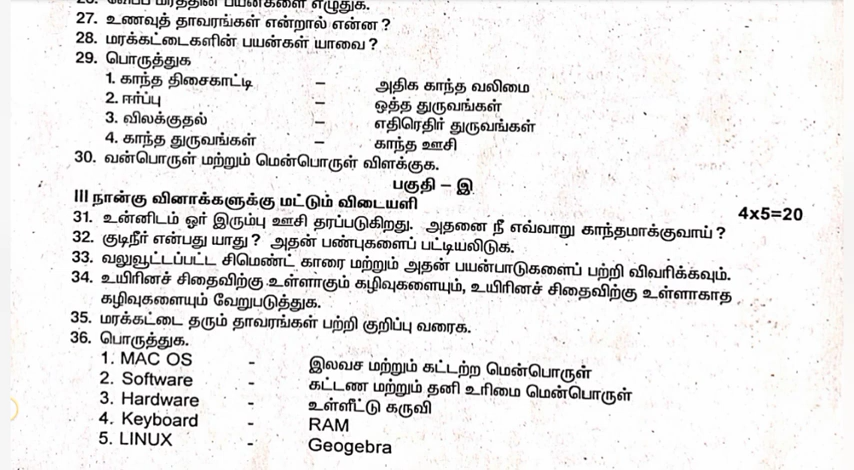 26. வேப்ப மரத்தின் பயன்களை எழுதுக.
27. உணவுத் தாவரங்கள் என்றால் என்ன ?
28. மரக்கட்டைகளின் பயன்கள் யாவை ?
29. பொருத்துக
1. காந்த திசைகாட்டி – அதிக காந்த வலிமை
2. ஈர்ப்பு – ஒத்த துருவங்கள்
3. விலக்குதல் – எதிரெதிர் துருவங்கள்
4. காந்த துருவங்கள் – காந்த ஊசி
30. வன்பொருள் மற்றும் மென்பொருள் விளக்குக.
பகுதி – இ
III நான்கு வினாக்களுக்கு மட்டும் விடையளி 4x5=20
31. உன்னிடம் ஓர் இரும்பு ஊசி தரப்படுகிறது. அதனை நீ எவ்வாறு காந்தமாக்குவாய் ?
32. குடிநீர் என்பது யாது ? அதன் பண்புகளைப் பட்டியலிடுக.
33. வலுவூட்டப்பட்ட சிமெண்ட் காரை மற்றும் அதன் பயன்பாடுகளைப் பற்றி விவரிக்கவும்.
34. உயிரினச் சிதைவிற்கு உள்ளாகும் கழிவுகளையும், உயிரினச் சிதைவிற்கு உள்ளாகாத
கழிவுகளையும் வேறுபடுத்துக.
35. மரக்கட்டை தரும் தாவரங்கள் பற்றி குறிப்பு வரைக.
36. பொருத்துக.
1. MAC OS - இலவச மற்றும் கட்டற்ற மென்பொருள்
2. Software - கட்டண மற்றும் தனி உரிமை மென்பொருள்
3. Hardware - உள்ளீட்டு கருவி
4. Keyboard - RAM
5. LINUX - Geogebra